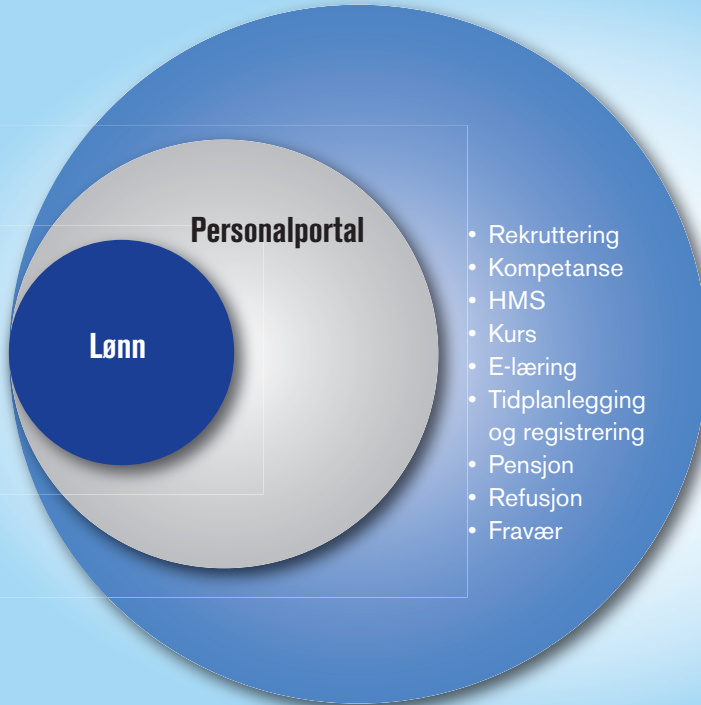 Personalportal
Lønn
• Rekruttering
• Kompetanse
• HMS
• Kurs
• E-læring
• Tidplanlegging
og registrering
• Pensjon
• Refusjon
• Fravær